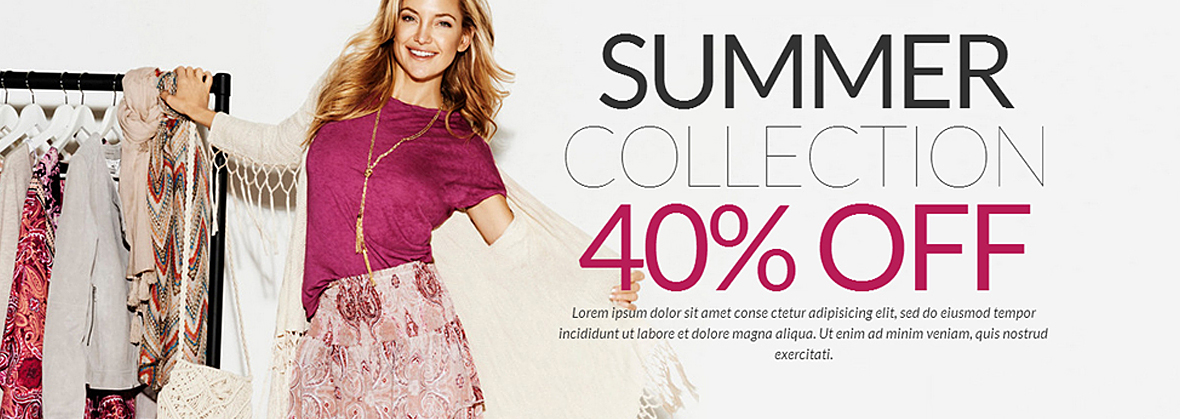 SUMMER
COLLECTION
40% OFF
Lorem ipsum dolor sit amet conse ctetur adipisicing elit, sed do eiusmod tempor
incididunt ut labore et dolore magna aliqua. Ut enim ad minim veniam, quis nostrud
exercitati.